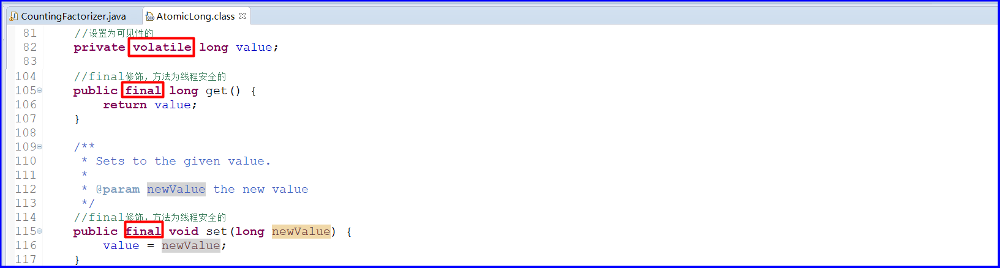 CountingFactorizer.java AtomicLong.class
81 //设置为可见性的
82 private volatile long value;
83
104 //final修饰，方法为线程安全的
105 public final long get() {
106 return value;
107 }
108
109 /**
110 * Sets to the given value.
111 *
112 * @param newValue the new value
113 */
114 //final修饰，方法为线程安全的
115 public final void set(long newValue) {
116 value = newValue;
117 }